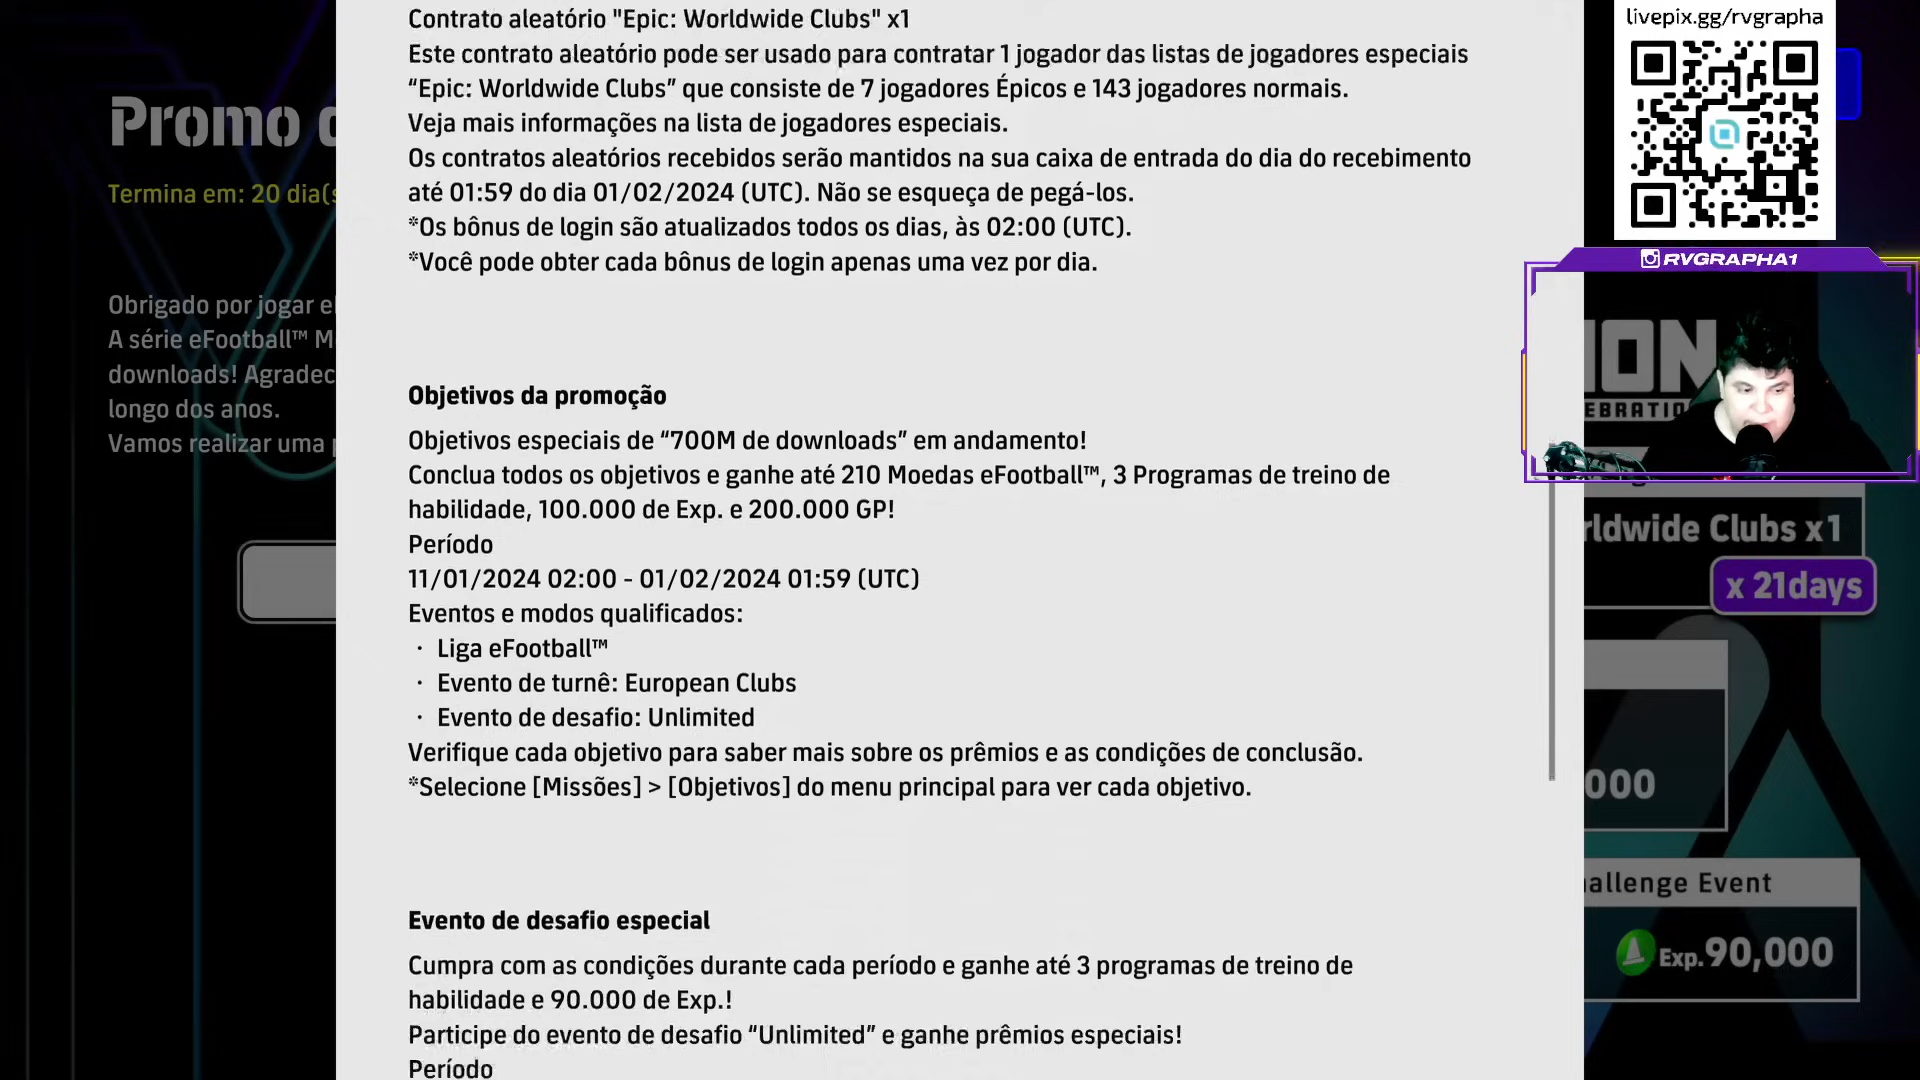 Contrato aleatório "Epic: Worldwide Clubs" x1
Este contrato aleatório pode ser usado para contratar 1 jogador das listas de jogadores especiais
“Epic: Worldwide Clubs” que consiste de 7 jogadores Épicos e 143 jogadores normais.
Veja mais informações na lista de jogadores especiais.
Os contratos aleatórios recebidos serão mantidos na sua caixa de entrada do dia do recebimento
até 01:59 do dia 01/02/2024 (UTC). Não se esqueça de pegá-los.
*Os bônus de login são atualizados todos os dias, às 02:00 (UTC).
*Você pode obter cada bônus de login apenas uma vez por dia.
Objetivos da promoção
Objetivos especiais de “700M de downloads” em andamento!
Conclua todos os objetivos e ganhe até 210 Moedas eFootball™, 3 Programas de treino de
habilidade, 100.000 de Exp. e 200.000 GP!
Período
11/01/2024 02:00 - 01/02/2024 01:59 (UTC)
Eventos e modos qualificados:
・ Liga eFootball™
・ Evento de turnê: European Clubs
・ Evento de desafio: Unlimited
Verifique cada objetivo para saber mais sobre os prêmios e as condições de conclusão.
*Selecione [Missões] > [Objetivos] do menu principal para ver cada objetivo.
Evento de desafio especial
Cumpra com as condições durante cada período e ganhe até 3 programas de treino de
habilidade e 90.000 de Exp.!
Participe do evento de desafio “Unlimited” e ganhe prêmios especiais!
Período
Promo
Termina em: 20 dia(s
Obrigado por jogar
A série eFootball™
downloads!
longo dos anos.
Vamos realizar uma
livepix.gg/rvgrapha
RVGRAPHA1
ION
EBRATIO
rldwide Clubs x1
x 21days
000
allenge Event
Exp.90,000